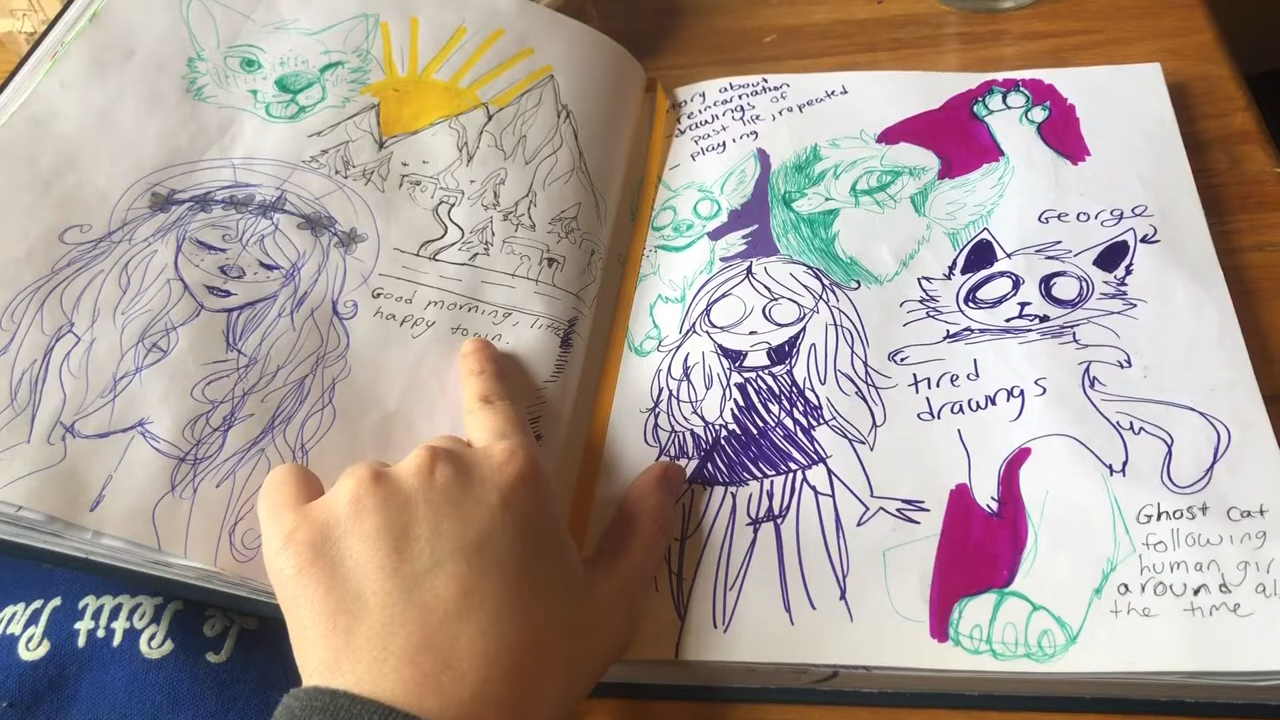 Good morning, little
happy town.
story about
reincarnation
- drawings of
past life, repeated
- playing
George
tired
drawings
Ghost cat
following
human girl
around all
the time
Le Petit